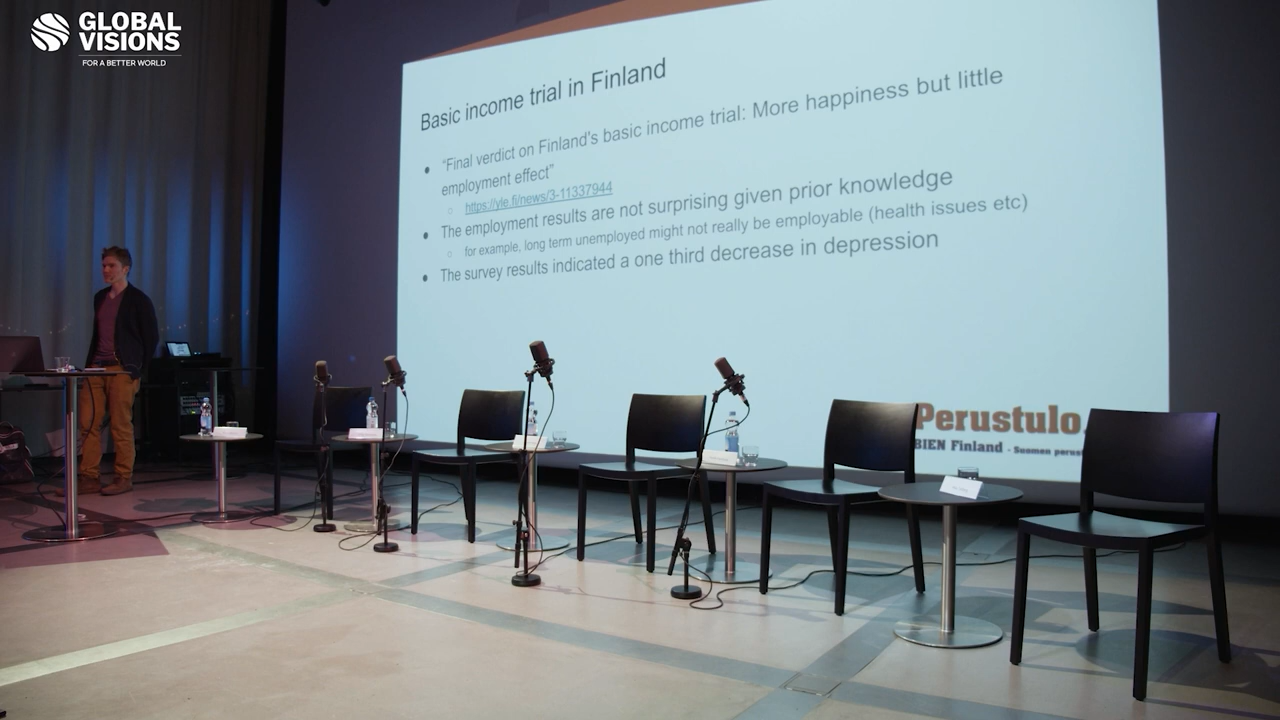 GLOBAL
VISIONS
FOR A BETTER WORLD
Basic income trial in Finland
● “Final verdict on Finland's basic income trial: More happiness but little
employment effect”
○ https://yle.fi/news/3-11337944
● The employment results are not surprising given prior knowledge
○ for example, long term unemployed might not really be employable (health issues etc)
● The survey results indicated a one third decrease in depression
Perustulo.
BIEN Finland - Suomen perust